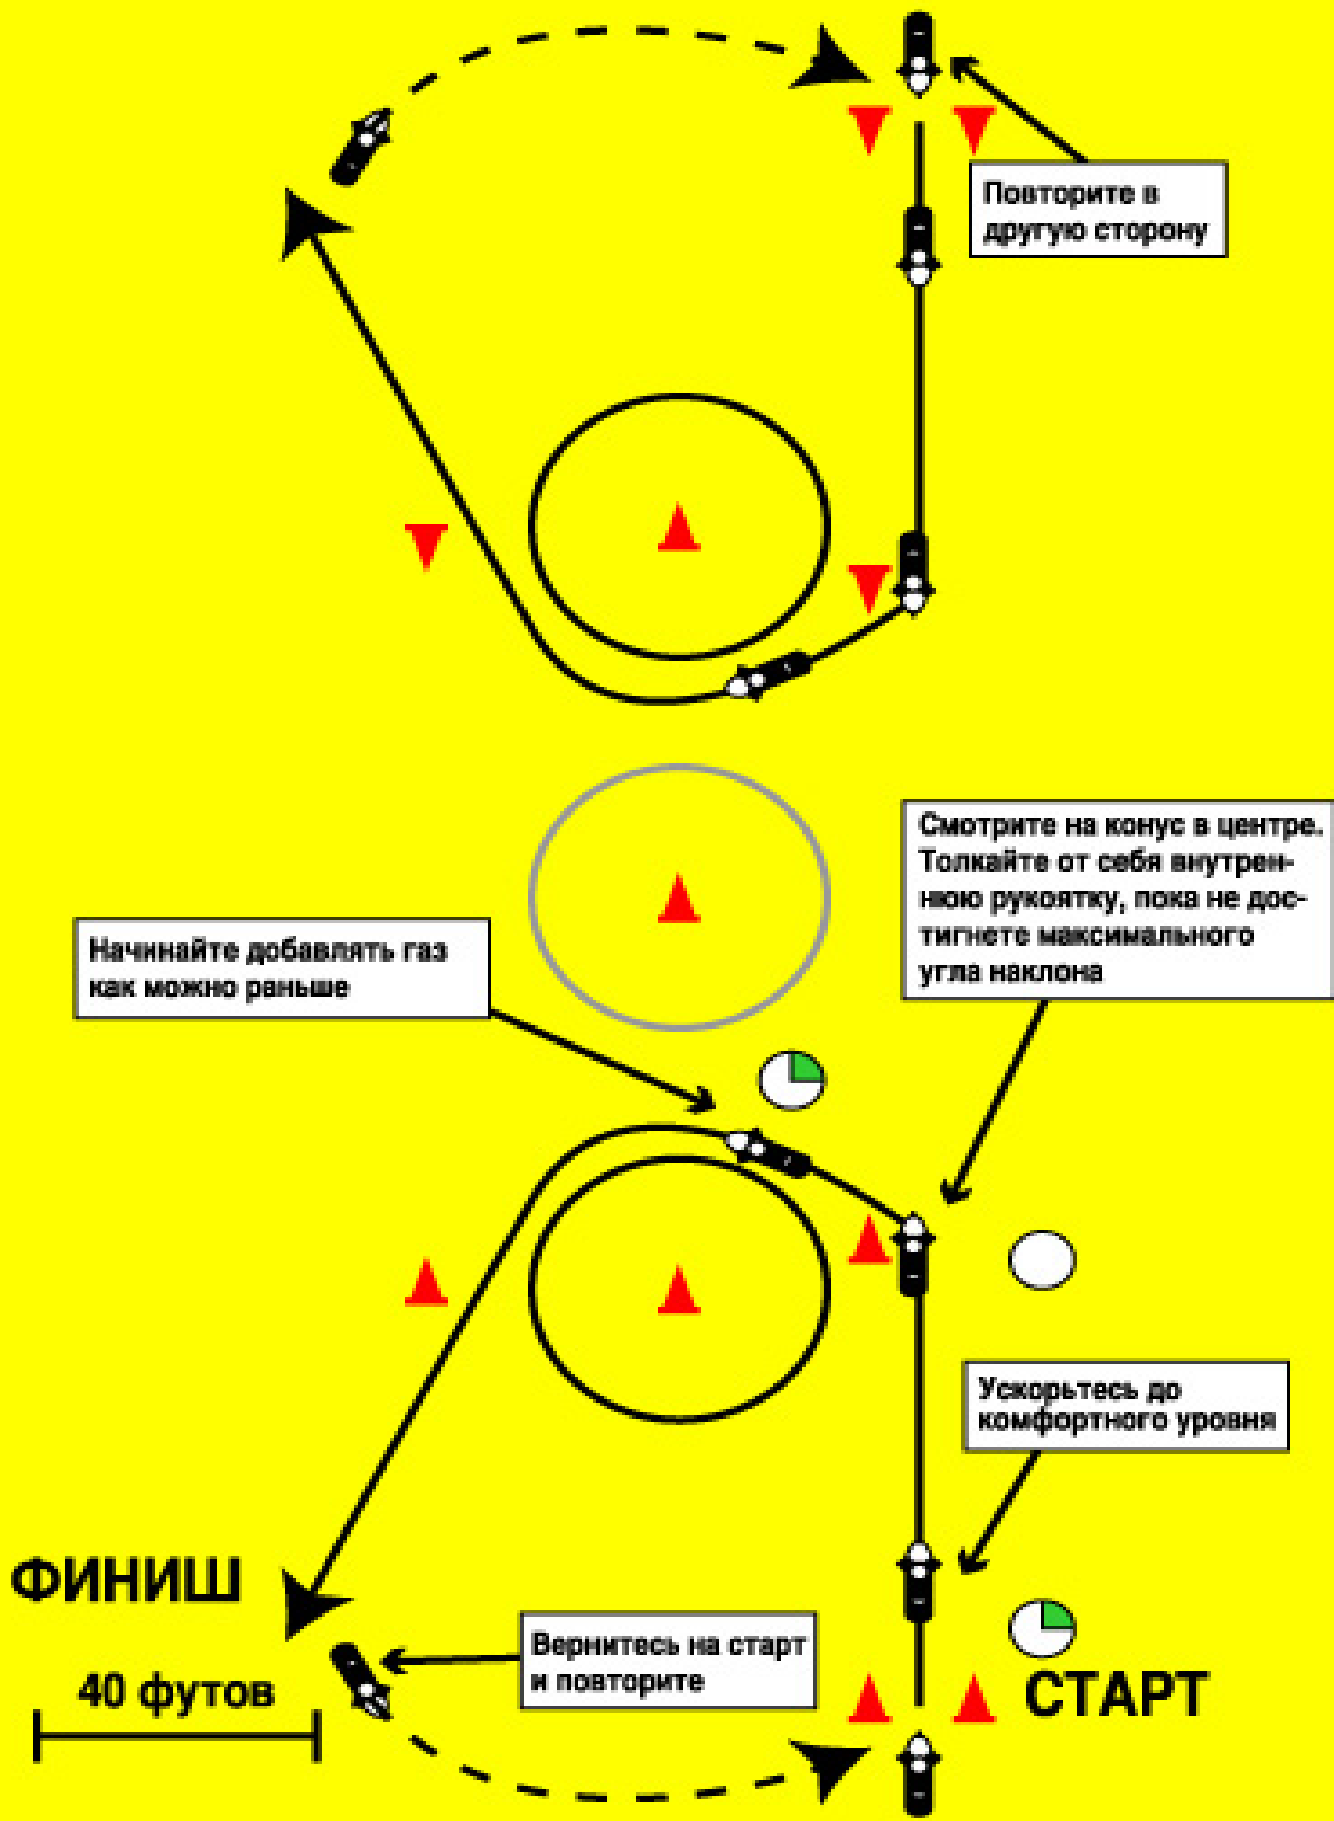 Повторите в
другую сторону
Смотрите на конус в центре.
Толкайте от себя внутрен-
нюю рукоятку, пока не дос-
тигнете максимального
угла наклона
Начинайте добавлять газ
как можно раньше
Ускорьтесь до
комфортного уровня
ФИНИШ
Вернитесь на старт
и повторите
40 футов
СТАРТ